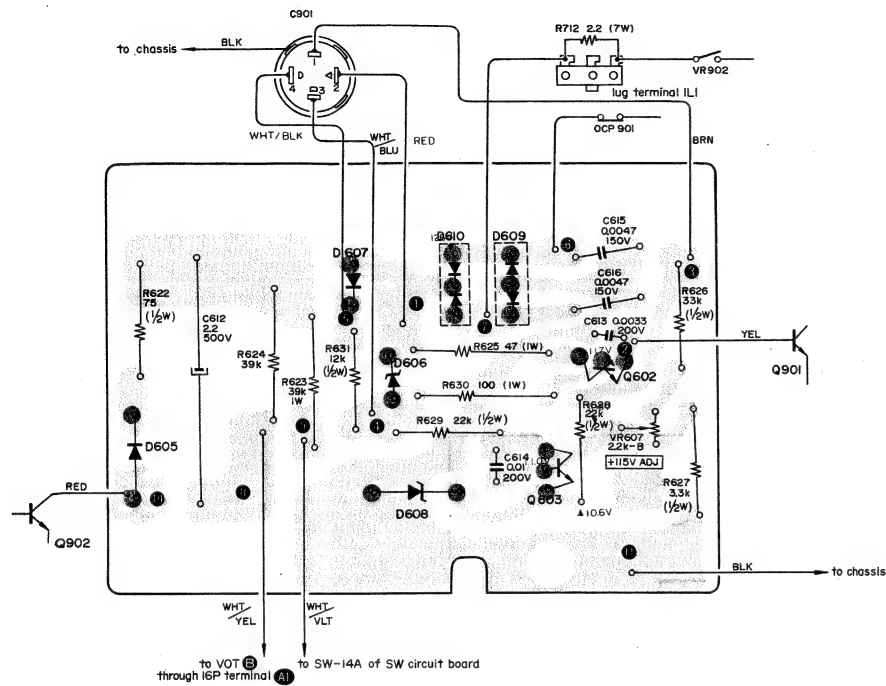 C901
to chassis
BLK
R712 2.2 (7W)
VR902
lug terminal IL1
OCP 901
4
3
2
WHT/BLK
WHT/BLU
RED
BRN
D607
D610
D609
C615
0.0047
150V
C616
0.0047
150V
C613 0.0033
200V
R622
75
(1/2W)
C612
2.2
500V
R624
39k
R623
39k
1W
R631
12k
(1/2W)
D606
R625 47 (1W)
R630 100 (1W)
R629 22k (1/2W)
R626
33k
(1/2W)
Q602
YEL
Q901
R628
22k
(1/2W)
VR607
2.2k-B
+115V ADJ
R627
3.3k
(1/2W)
D605
C614
0.01
200V
Q603
▲10.6V
D608
RED
Q902
BLK
to chassis
WHT/YEL
WHT/VLT
to VOT B
through 16P terminal A1
to SW-14A of SW circuit board